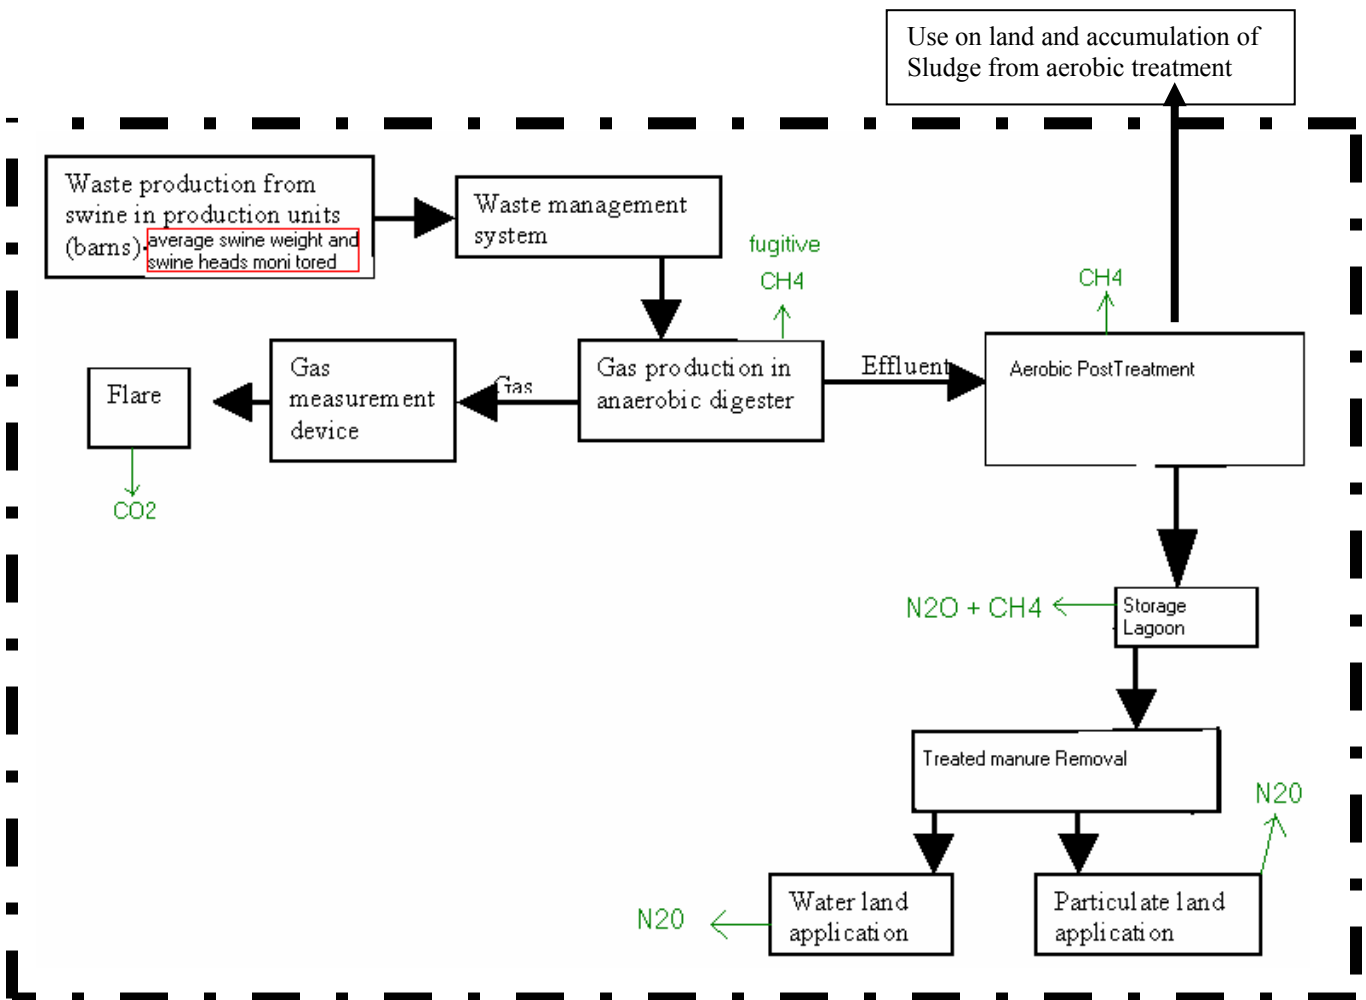 Use on land and accumulation of
Sludge from aerobic treatment
Waste production from
swine in production units
(barns)
average swine weight and
swine heads moni tored
Waste management
system
fugitive
CH4
CH4
Flare
Gas
measurement
device
Gas
Gas production in
anaerobic digester
Effluent
Aerobic PostTreatment
CO2
N2O + CH4
Storage
Lagoon
Treated manure Removal
N20
N20
Water land
application
Particulate land
application